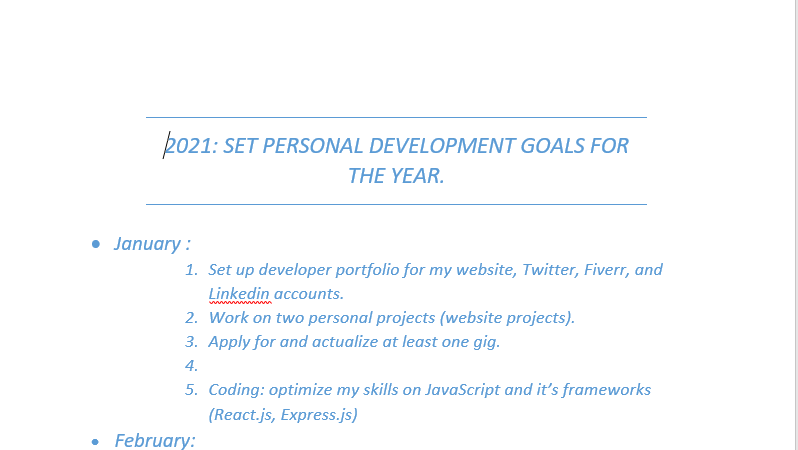 2021: SET PERSONAL DEVELOPMENT GOALS FOR
THE YEAR.
• January :
1. Set up developer portfolio for my website, Twitter, Fiverr, and
Linkedin accounts.
2. Work on two personal projects (website projects).
3. Apply for and actualize at least one gig.
4.
5. Coding: optimize my skills on JavaScript and it’s frameworks
(React.js, Express.js)
• February: